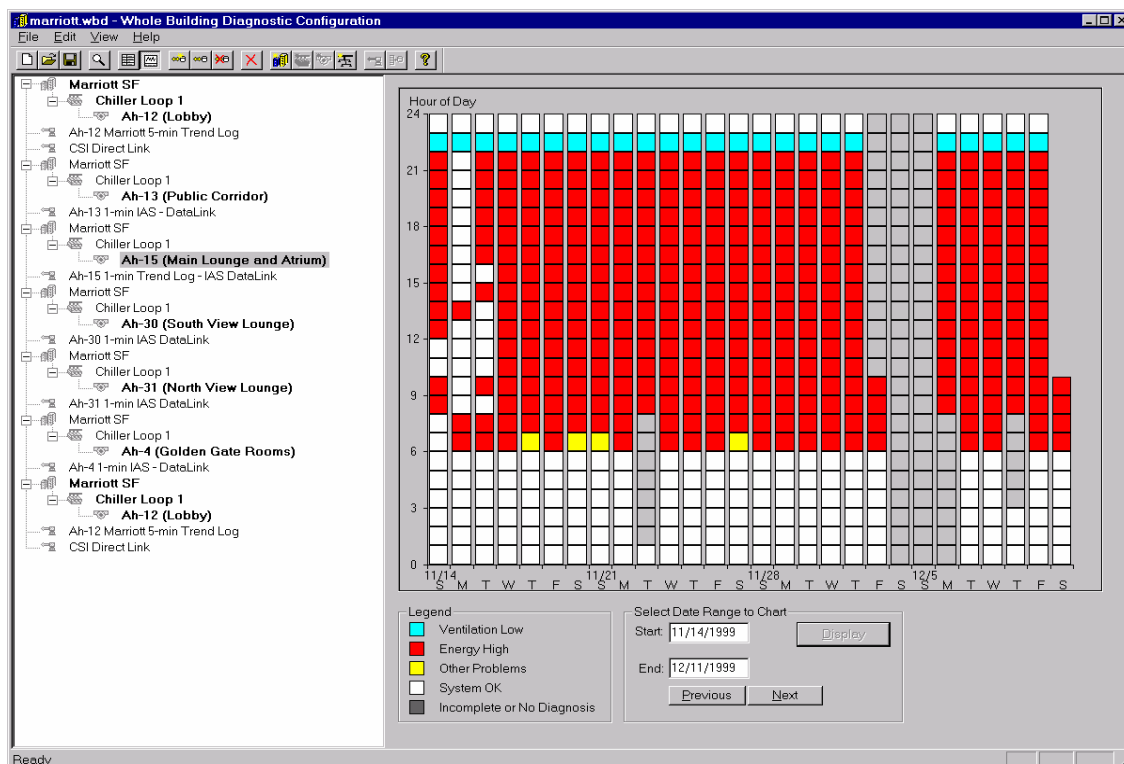 marriott.wbd - Whole Building Diagnostic Configuration
File Edit View Help
Marriott SF
Chiller Loop 1
Ah-12 (Lobby)
Ah-12 Marriott 5-min Trend Log
CSI Direct Link
Marriott SF
Chiller Loop 1
Ah-13 (Public Corridor)
Ah-13 1-min IAS - DataLink
Marriott SF
Chiller Loop 1
Ah-15 (Main Lounge and Atrium)
Ah-15 1-min Trend Log - IAS DataLink
Marriott SF
Chiller Loop 1
Ah-30 (South View Lounge)
Ah-30 1-min IAS DataLink
Marriott SF
Chiller Loop 1
Ah-31 (North View Lounge)
Ah-31 1-min IAS DataLink
Marriott SF
Chiller Loop 1
Ah-4 (Golden Gate Rooms)
Ah-4 1-min IAS - DataLink
Marriott SF
Chiller Loop 1
Ah-12 (Lobby)
Ah-12 Marriott 5-min Trend Log
CSI Direct Link
Hour of Day
24
21
18
15
12
9
6
3
0
11/14 11/21 11/28 12/5
S M T W T F S S M T W T F S S M T W T F S S M T W T F S
Legend
Ventilation Low
Energy High
Other Problems
System OK
Incomplete or No Diagnosis
Select Date Range to Chart
Start: 11/14/1999 Display
End: 12/11/1999
Previous Next
Ready